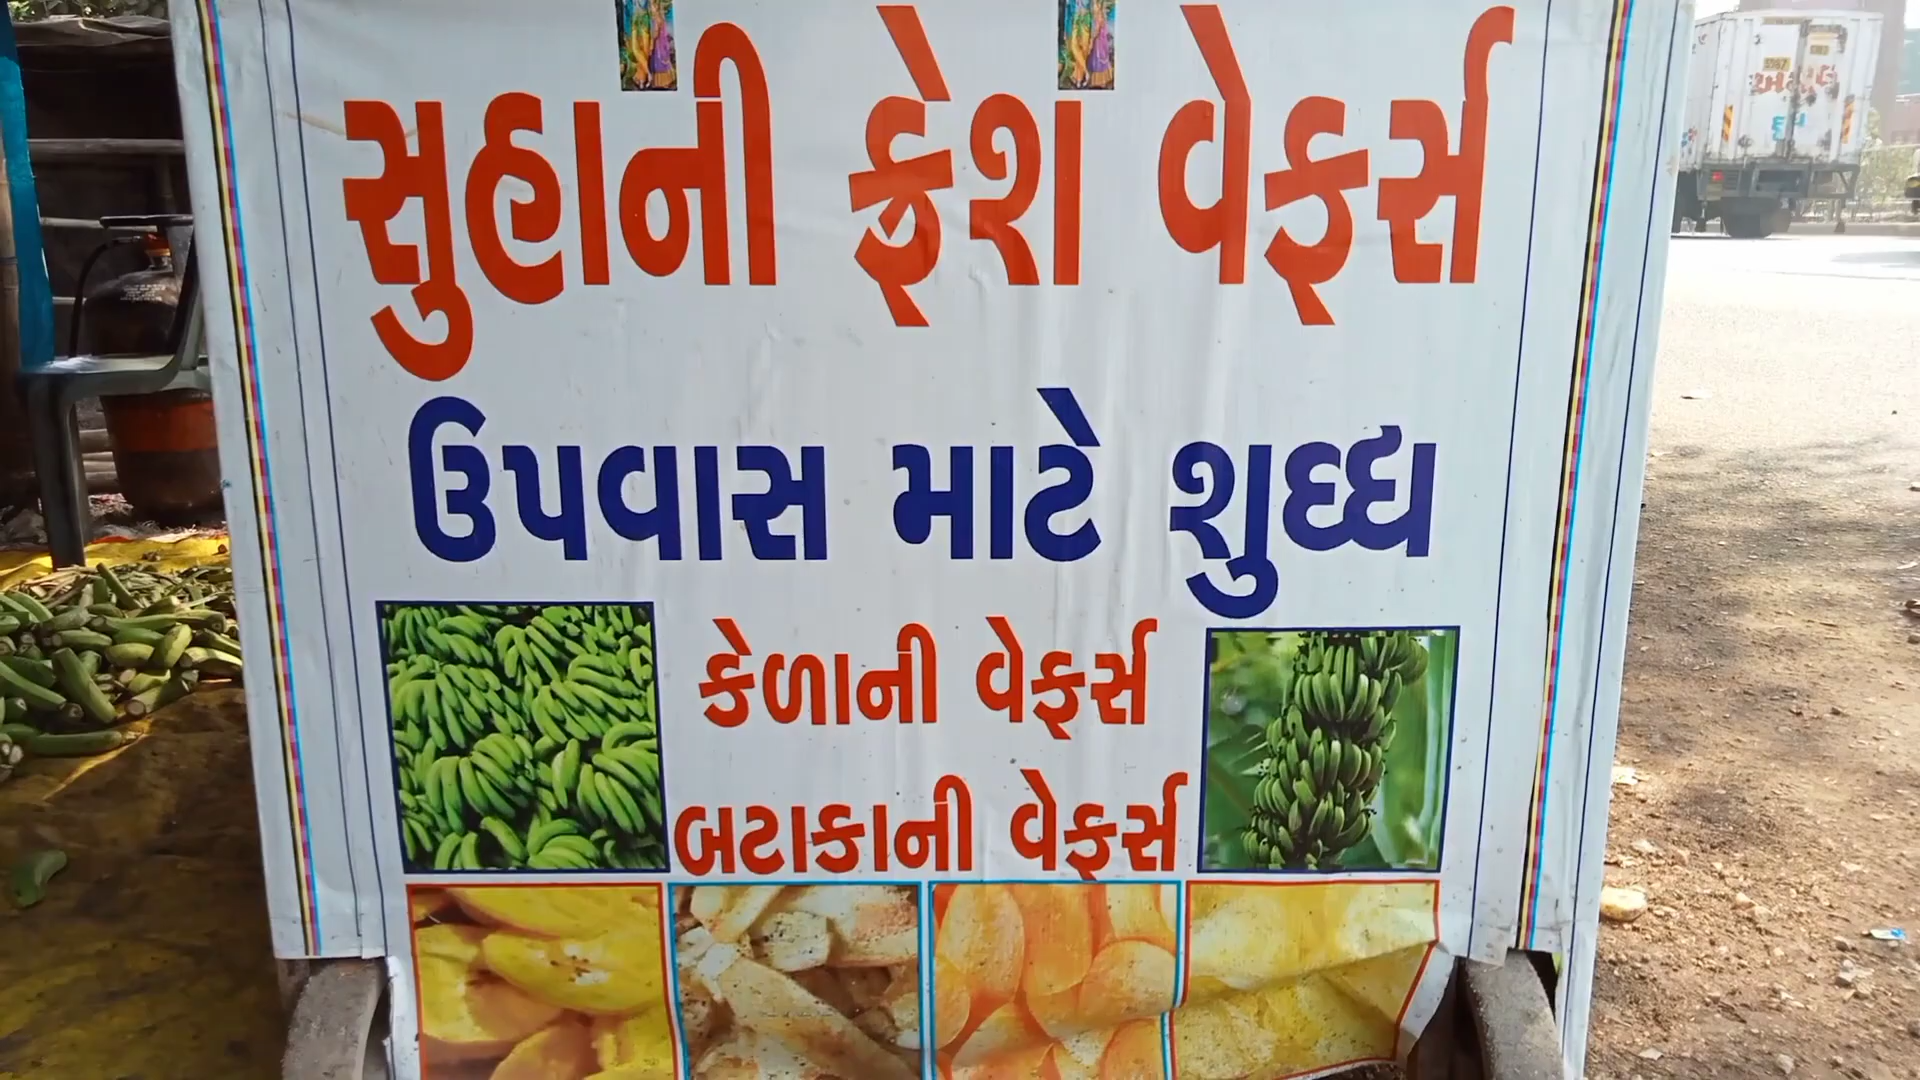 સુહાની ફ્રેશ વેફર્સ
ઉપવાસ માટે શુધ્ધ
કેળાની વેફર્સ
બટાકાની વેફર્સ